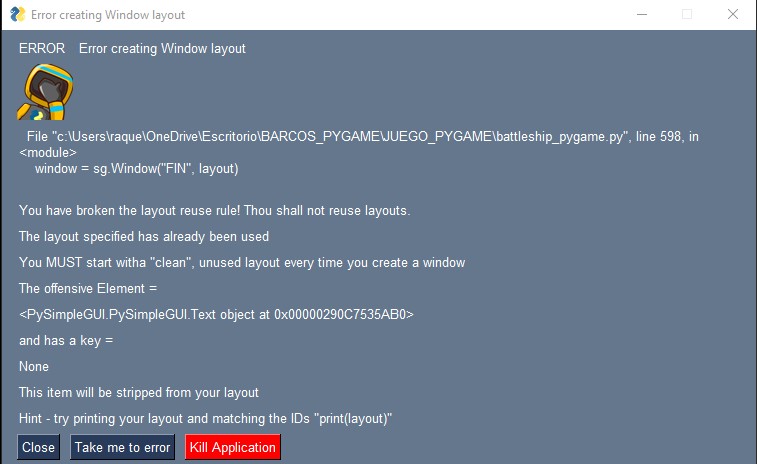 Error creating Window layout
ERROR Error creating Window layout
File "c:\Users\raque\OneDrive\Escritorio\BARCOS_PYGAME\JUEGO_PYGAME\battleship_pygame.py", line 598, in
<module>
window = sg.Window("FIN", layout)
You have broken the layout reuse rule! Thou shall not reuse layouts.
The layout specified has already been used
You MUST start witha "clean", unused layout every time you create a window
The offensive Element =
<PySimpleGUI.PySimpleGUI.Text object at 0x00000290C7535AB0>
and has a key =
None
This item will be stripped from your layout
Hint - try printing your layout and matching the IDs "print(layout)"
Close Take me to error Kill Application